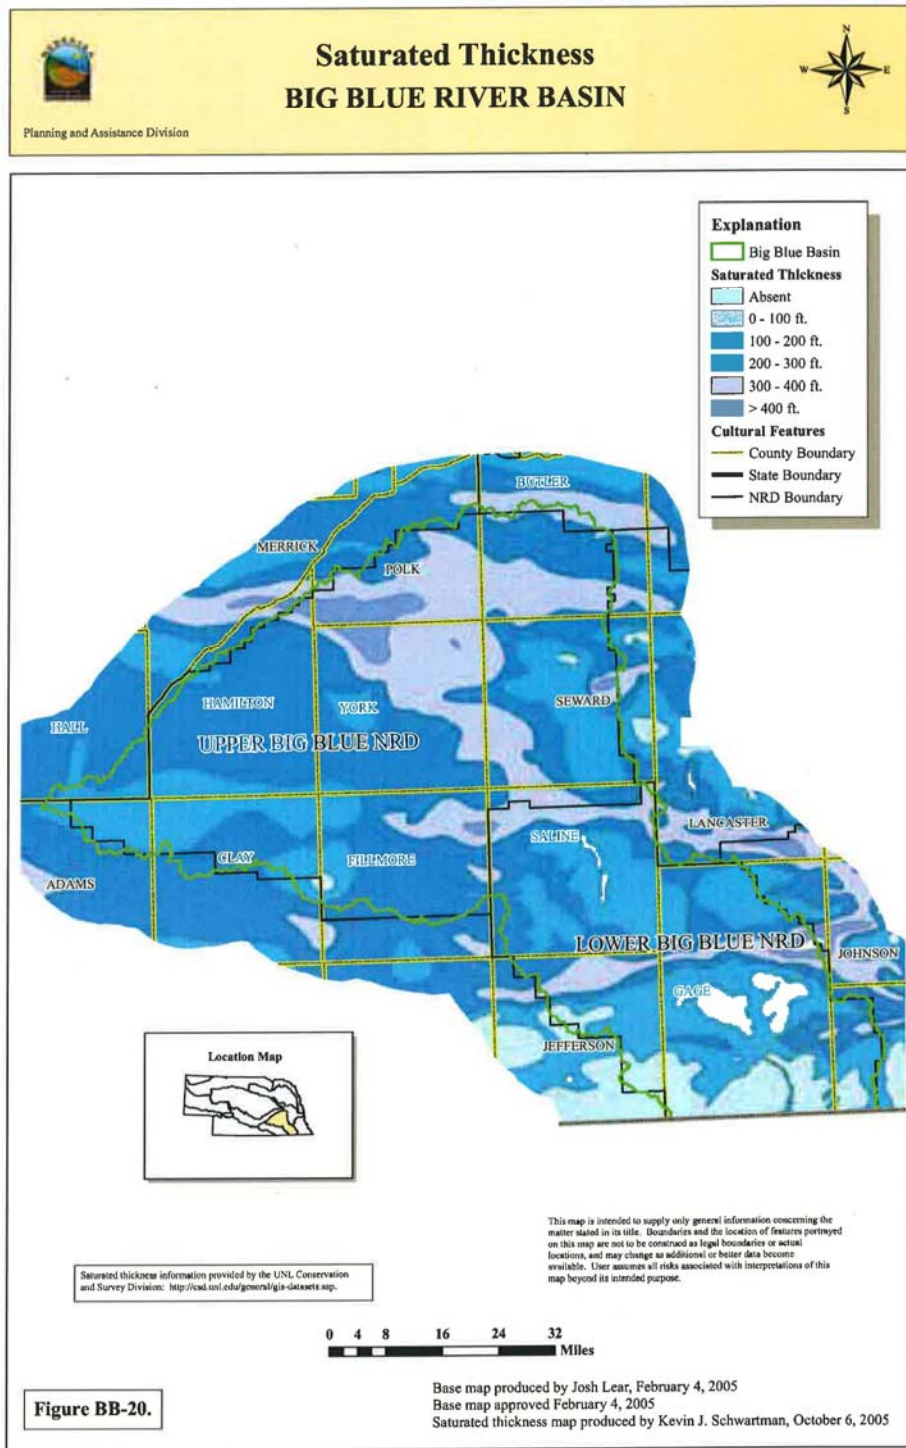 NEBRASKA
Saturated Thickness
BIG BLUE RIVER BASIN
N
W
E
S
Planning and Assistance Division
Explanation
Big Blue Basin
Saturated Thickness
Absent
0 - 100 ft.
100 - 200 ft.
200 - 300 ft.
300 - 400 ft.
> 400 ft.
Cultural Features
County Boundary
State Boundary
NRD Boundary
BUTLER
MERRICK
POLK
HAMILTON
YORK
SEWARD
HALL
UPPER BIG BLUE NRD
LANCASTER
SALINE
CLAY
FILLMORE
ADAMS
LOWER BIG BLUE NRD
JOHNSON
GAGE
JEFFERSON
Location Map
This map is intended to supply only general information concerning the
matter stated in its title. Boundaries and the location of features portrayed
on this map are not to be construed as legal boundaries or actual
locations, and may change as additional or better data become
available. User assumes all risks associated with interpretations of this
map beyond its intended purpose.
Saturated thickness information provided by the UNL Conservation
and Survey Division: http://csd.unl.edu/general/gis-datasets.asp.
0 4 8 16 24 32
Miles
Base map produced by Josh Lear, February 4, 2005
Base map approved February 4, 2005
Saturated thickness map produced by Kevin J. Schwartman, October 6, 2005
Figure BB-20.